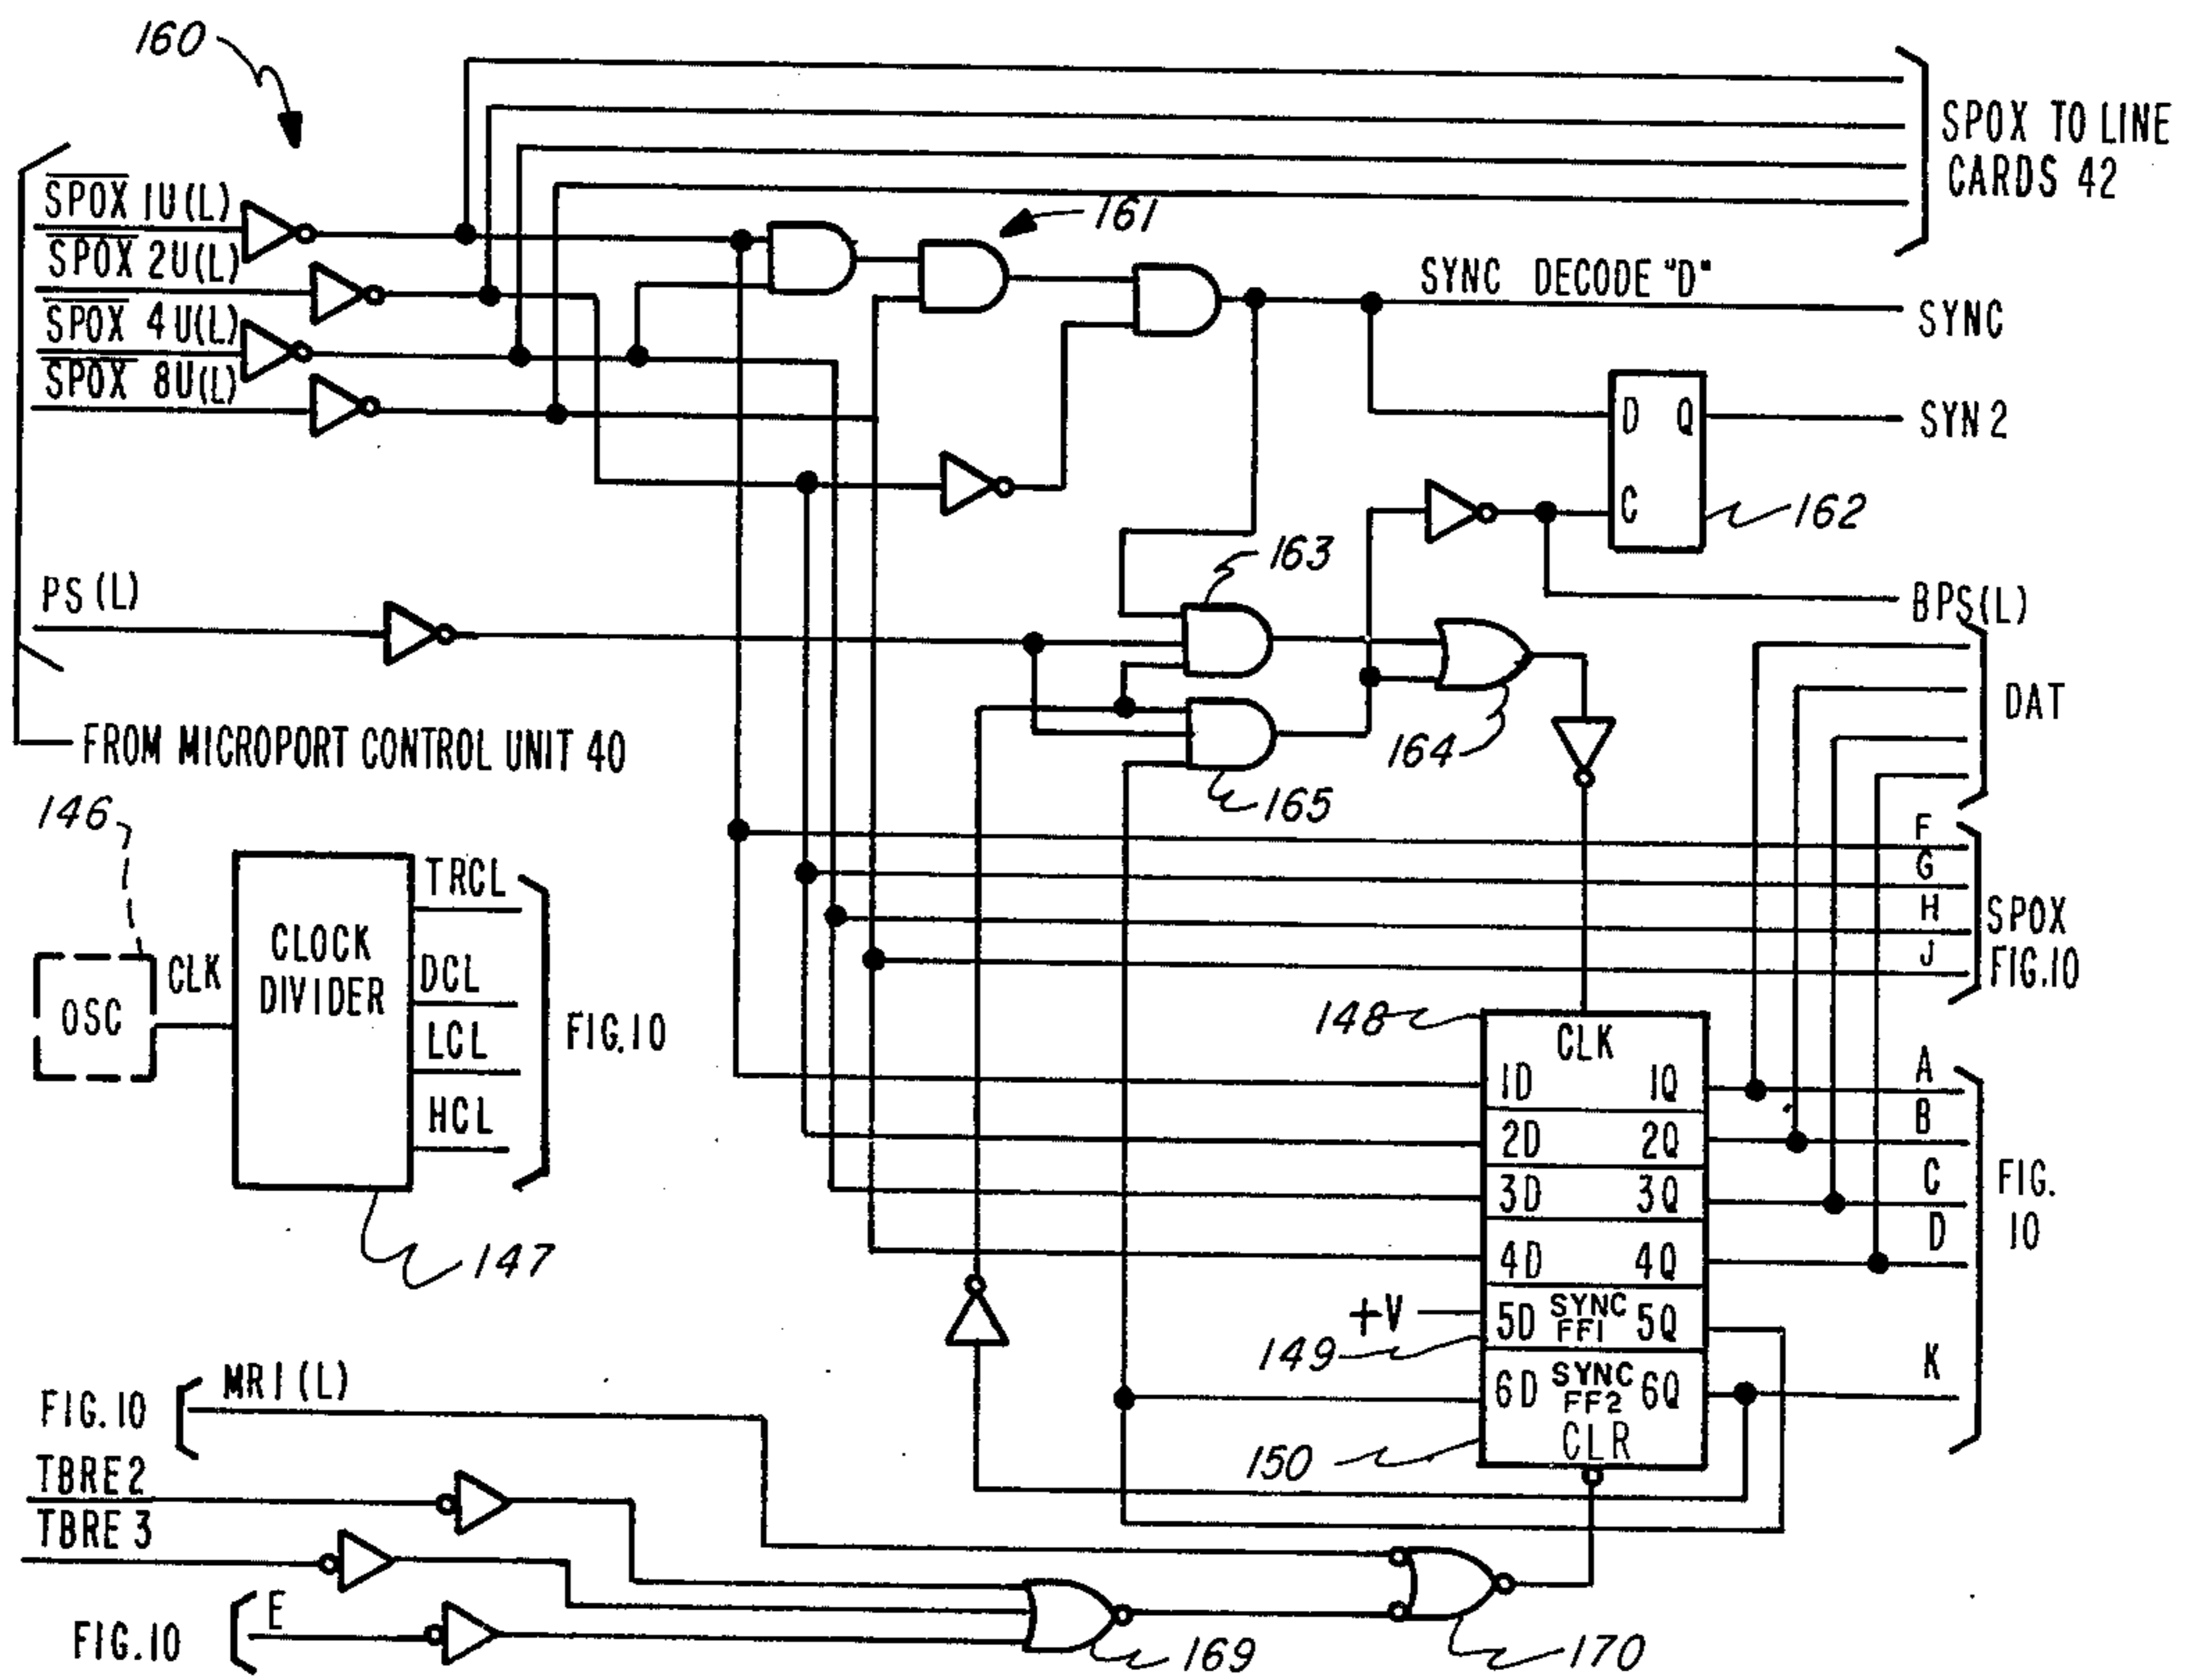 160
SPOX TO LINE
CARDS 42
SPOX 1U(L)
SPOX 2U(L)
SPOX 4U(L)
SPOX 8U(L)
161
SYNC DECODE "D"
SYNC
D Q
C
SYN2
162
163
PS(L)
BPS(L)
DAT
164
165
FROM MICROPORT CONTROL UNIT 40
146
OSC
CLK
CLOCK
DIVIDER
TRCL
DCL
LCL
HCL
FIG.10
147
F
G
H
J
SPOX
FIG.10
148
CLK
1D 1Q
2D 2Q
3D 3Q
4D 4Q
+V
5D SYNC FF1 5Q
149
6D SYNC FF2 6Q
CLR
150
A
B
C
D
K
FIG.
10
FIG.10
MR1(L)
TBRE2
TBRE3
FIG.10
E
169
170